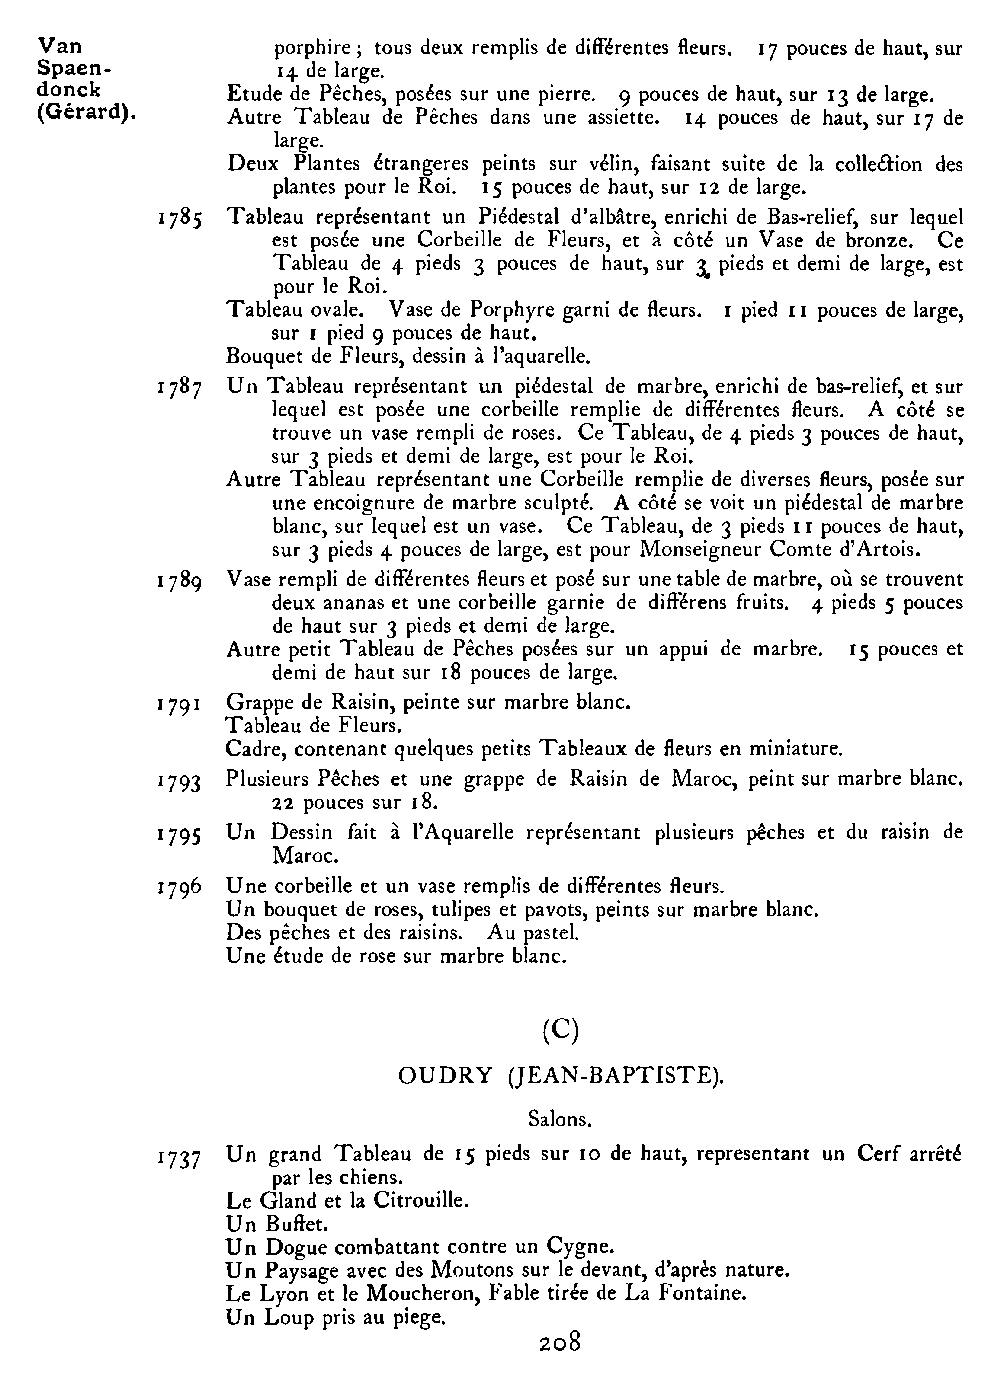 Van
Spaen-
donck
(Gérard).
porphire ; tous deux remplis de différentes fleurs. 17 pouces de haut, sur
14 de large.
Etude de Pêches, posées sur une pierre. 9 pouces de haut, sur 13 de large.
Autre Tableau de Pêches dans une assiette. 14 pouces de haut, sur 17 de
large.
Deux Plantes étrangeres peints sur vélin, faisant suite de la collection des
plantes pour le Roi. 15 pouces de haut, sur 12 de large.
1785 Tableau représentant un Piédestal d'albâtre, enrichi de Bas-relief, sur lequel
est posée une Corbeille de Fleurs, et à côté un Vase de bronze. Ce
Tableau de 4 pieds 3 pouces de haut, sur 3 pieds et demi de large, est
pour le Roi.
Tableau ovale. Vase de Porphyre garni de fleurs. 1 pied 11 pouces de large,
sur 1 pied 9 pouces de haut.
Bouquet de Fleurs, dessin à l'aquarelle.
1787 Un Tableau représentant un piédestal de marbre, enrichi de bas-relief, et sur
lequel est posée une corbeille remplie de différentes fleurs. A côté se
trouve un vase rempli de roses. Ce Tableau, de 4 pieds 3 pouces de haut,
sur 3 pieds et demi de large, est pour le Roi.
Autre Tableau représentant une Corbeille remplie de diverses fleurs, posée sur
une encoignure de marbre sculpté. A côté se voit un piédestal de marbre
blanc, sur lequel est un vase. Ce Tableau, de 3 pieds 11 pouces de haut,
sur 3 pieds 4 pouces de large, est pour Monseigneur Comte d'Artois.
1789 Vase rempli de différentes fleurs et posé sur une table de marbre, où se trouvent
deux ananas et une corbeille garnie de différens fruits. 4 pieds 5 pouces
de haut sur 3 pieds et demi de large.
Autre petit Tableau de Pêches posées sur un appui de marbre. 15 pouces et
demi de haut sur 18 pouces de large.
1791 Grappe de Raisin, peinte sur marbre blanc.
Tableau de Fleurs.
Cadre, contenant quelques petits Tableaux de fleurs en miniature.
1793 Plusieurs Pêches et une grappe de Raisin de Maroc, peint sur marbre blanc.
22 pouces sur 18.
1795 Un Dessin fait à l'Aquarelle représentant plusieurs pêches et du raisin de
Maroc.
1796 Une corbeille et un vase remplis de différentes fleurs.
Un bouquet de roses, tulipes et pavots, peints sur marbre blanc.
Des pêches et des raisins. Au pastel.
Une étude de rose sur marbre blanc.
(C)
OUDRY (JEAN-BAPTISTE).
Salons.
1737 Un grand Tableau de 15 pieds sur 10 de haut, representant un Cerf arrêté
par les chiens.
Le Gland et la Citrouille.
Un Buffet.
Un Dogue combattant contre un Cygne.
Un Paysage avec des Moutons sur le devant, d'après nature.
Le Lyon et le Moucheron, Fable tirée de La Fontaine.
Un Loup pris au piege.
208